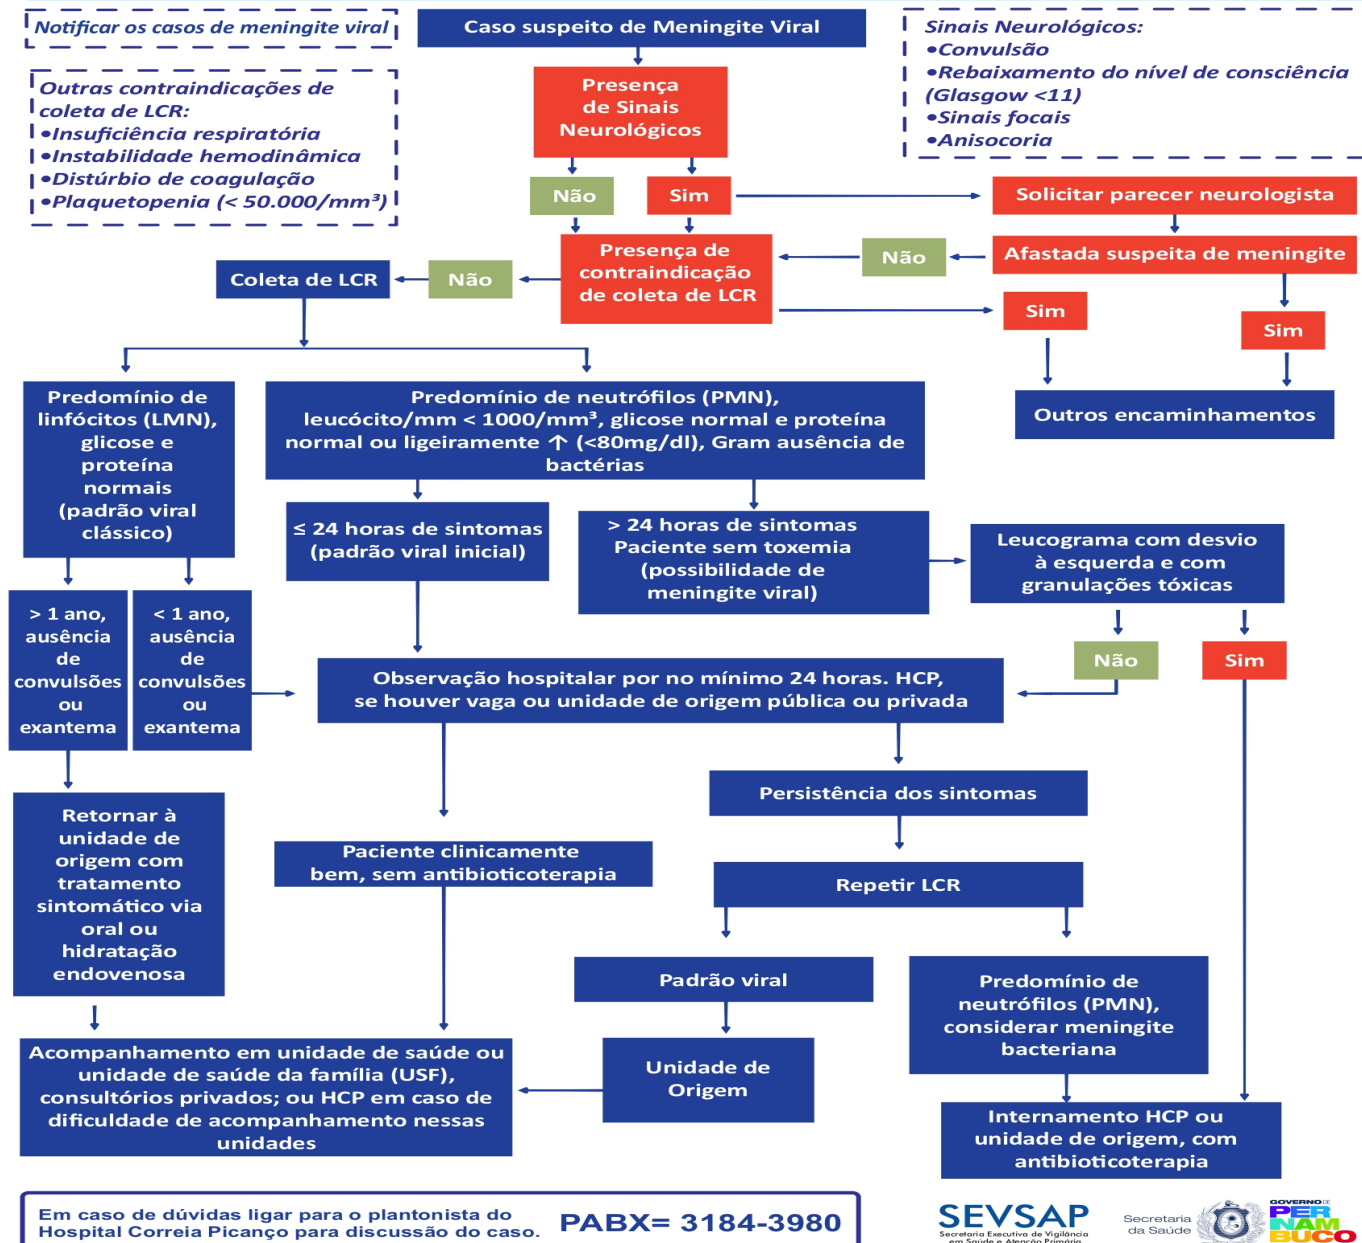 Notificar os casos de meningite viral
Caso suspeito de Meningite Viral
Sinais Neurológicos:
•Convulsão
•Rebaixamento do nível de consciência
(Glasgow <11)
•Sinais focais
•Anisocoria
Outras contraindicações de
coleta de LCR:
•Insuficiência respiratória
•Instabilidade hemodinâmica
•Distúrbio de coagulação
•Plaquetopenia (< 50.000/mm³)
Presença
de Sinais
Neurológicos
Não
Sim
Solicitar parecer neurologista
Presença de
contraindicação
de coleta de LCR
Não
Afastada suspeita de meningite
Coleta de LCR
Não
Sim
Sim
Outros encaminhamentos
Predomínio de
linfócitos (LMN),
glicose e
proteína
normais
(padrão viral
clássico)
Predomínio de neutrófilos (PMN),
leucócito/mm < 1000/mm³, glicose normal e proteína
normal ou ligeiramente ↑ (<80mg/dl), Gram ausência de
bactérias
≤ 24 horas de sintomas
(padrão viral inicial)
> 24 horas de sintomas
Paciente sem toxemia
(possibilidade de
meningite viral)
Leucograma com desvio
à esquerda e com
granulações tóxicas
> 1 ano,
ausência
de
convulsões
ou
exantema
< 1 ano,
ausência
de
convulsões
ou
exantema
Não
Sim
Observação hospitalar por no mínimo 24 horas. HCP,
se houver vaga ou unidade de origem pública ou privada
Persistência dos sintomas
Retornar à
unidade de
origem com
tratamento
sintomático via
oral ou
hidratação
endovenosa
Paciente clinicamente
bem, sem antibioticoterapia
Repetir LCR
Padrão viral
Predomínio de
neutrófilos (PMN),
considerar meningite
bacteriana
Acompanhamento em unidade de saúde ou
unidade de saúde da família (USF),
consultórios privados; ou HCP em caso de
dificuldade de acompanhamento nessas
unidades
Unidade de
Origem
Internamento HCP ou
unidade de origem, com
antibioticoterapia
Em caso de dúvidas ligar para o plantonista do
Hospital Correia Picanço para discussão do caso.
PABX= 3184-3980
SEVSAP
Secretaria Executiva de Vigilância
em Saúde e Atenção Primária
Secretaria
da Saúde
GOVERNO DE
PER
NAM
BUCO